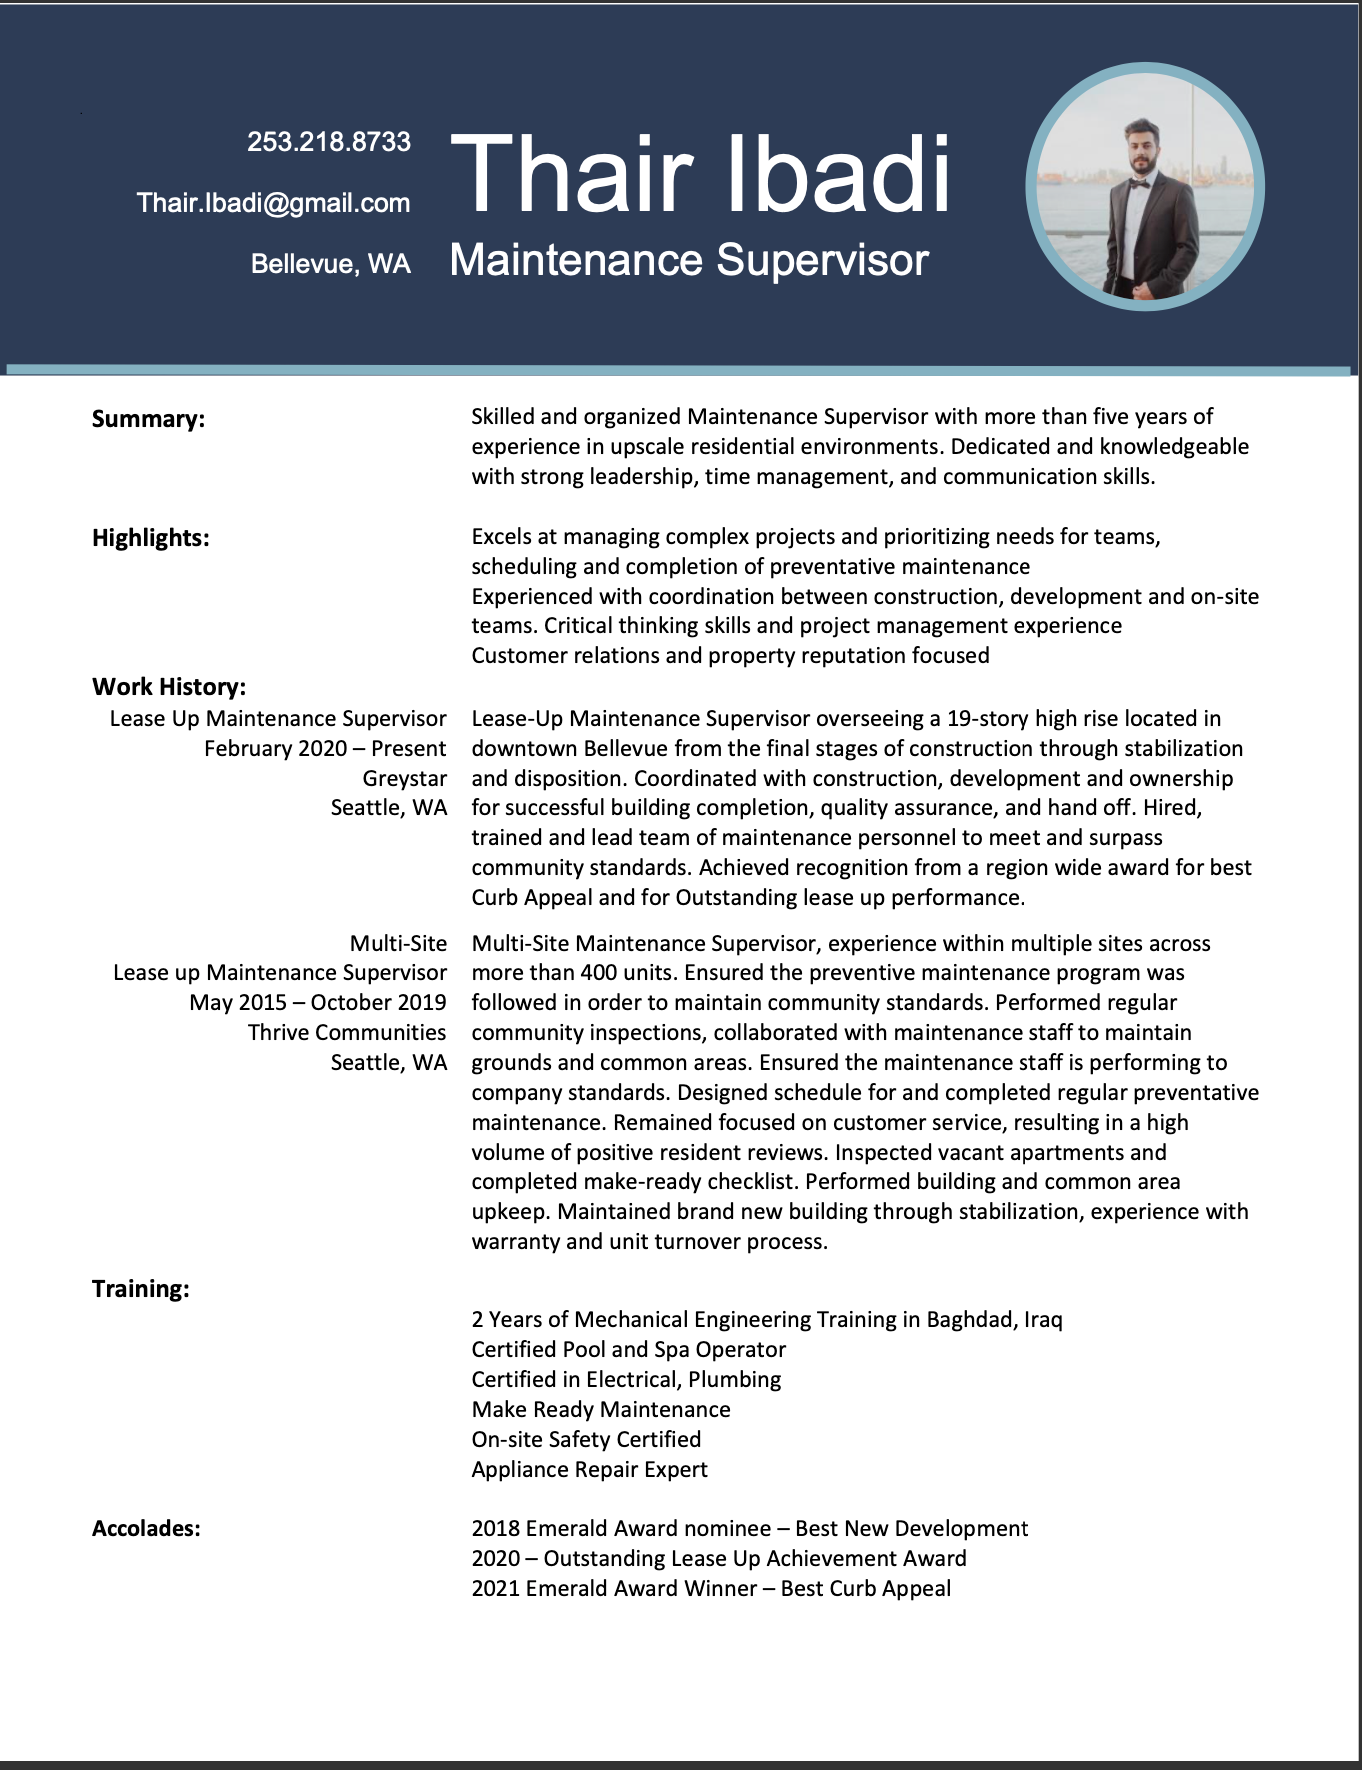 253.218.8733
Thair.Ibadi@gmail.com
Bellevue, WA
Thair Ibadi
Maintenance Supervisor
Summary:
Skilled and organized Maintenance Supervisor with more than five years of
experience in upscale residential environments. Dedicated and knowledgeable
with strong leadership, time management, and communication skills.
Highlights:
Excels at managing complex projects and prioritizing needs for teams,
scheduling and completion of preventative maintenance
Experienced with coordination between construction, development and on-site
teams. Critical thinking skills and project management experience
Customer relations and property reputation focused
Work History:
Lease Up Maintenance Supervisor
February 2020 – Present
Greystar
Seattle, WA
Lease-Up Maintenance Supervisor overseeing a 19-story high rise located in
downtown Bellevue from the final stages of construction through stabilization
and disposition. Coordinated with construction, development and ownership
for successful building completion, quality assurance, and hand off. Hired,
trained and lead team of maintenance personnel to meet and surpass
community standards. Achieved recognition from a region wide award for best
Curb Appeal and for Outstanding lease up performance.
Multi-Site
Lease up Maintenance Supervisor
May 2015 – October 2019
Thrive Communities
Seattle, WA
Multi-Site Maintenance Supervisor, experience within multiple sites across
more than 400 units. Ensured the preventive maintenance program was
followed in order to maintain community standards. Performed regular
community inspections, collaborated with maintenance staff to maintain
grounds and common areas. Ensured the maintenance staff is performing to
company standards. Designed schedule for and completed regular preventative
maintenance. Remained focused on customer service, resulting in a high
volume of positive resident reviews. Inspected vacant apartments and
completed make-ready checklist. Performed building and common area
upkeep. Maintained brand new building through stabilization, experience with
warranty and unit turnover process.
Training:
2 Years of Mechanical Engineering Training in Baghdad, Iraq
Certified Pool and Spa Operator
Certified in Electrical, Plumbing
Make Ready Maintenance
On-site Safety Certified
Appliance Repair Expert
Accolades:
2018 Emerald Award nominee – Best New Development
2020 – Outstanding Lease Up Achievement Award
2021 Emerald Award Winner – Best Curb Appeal